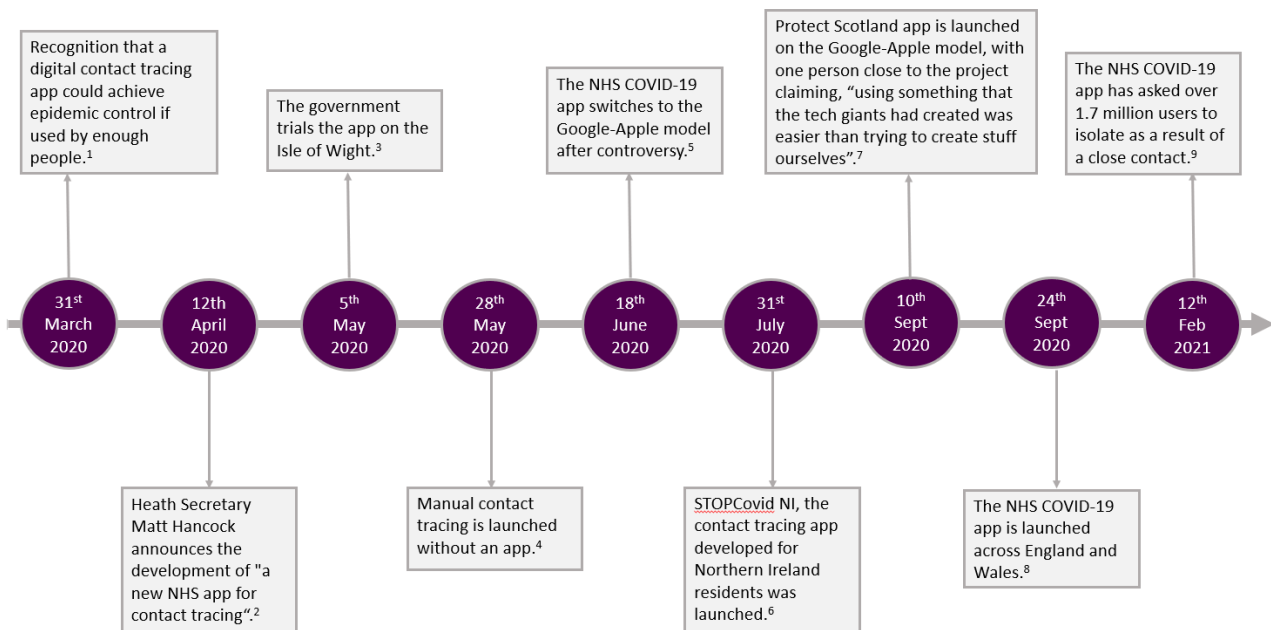 Recognition that a
digital contact tracing
app could achieve
epidemic control if
used by enough
people.¹
The government
trials the app on the
Isle of Wight.³
The NHS COVID-19
app switches to the
Google-Apple model
after controversy.⁵
Protect Scotland app is launched
on the Google-Apple model, with
one person close to the project
claiming, “using something that
the tech giants had created was
easier than trying to create stuff
ourselves”.⁷
The NHS COVID-19
app has asked over
1.7 million users to
isolate as a result of
a close contact.⁹
31st
March
2020
12th
April
2020
5th
May
2020
28th
May
2020
18th
June
2020
31st
July
2020
10th
Sept
2020
24th
Sept
2020
12th
Feb
2021
Heath Secretary
Matt Hancock
announces the
development of "a
new NHS app for
contact tracing“.²
Manual contact
tracing is launched
without an app.⁴
STOPCovid NI, the
contact tracing app
developed for
Northern Ireland
residents was
launched.⁶
The NHS COVID-19
app is launched
across England and
Wales.⁸